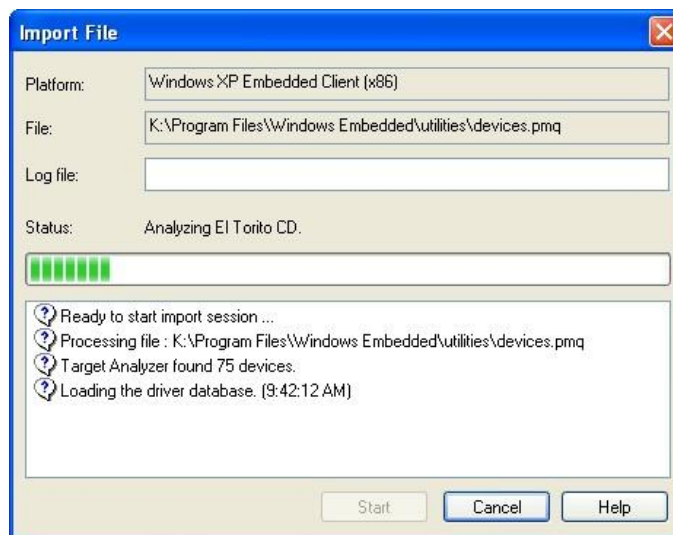 Import File
Platform: Windows XP Embedded Client (x86)
File: K:\Program Files\Windows Embedded\utilities\devices.pmq
Log file:
Status: Analyzing El Torito CD.
Ready to start import session ...
Processing file : K:\Program Files\Windows Embedded\utilities\devices.pmq
Target Analyzer found 75 devices.
Loading the driver database. (9:42:12 AM)
Start Cancel Help